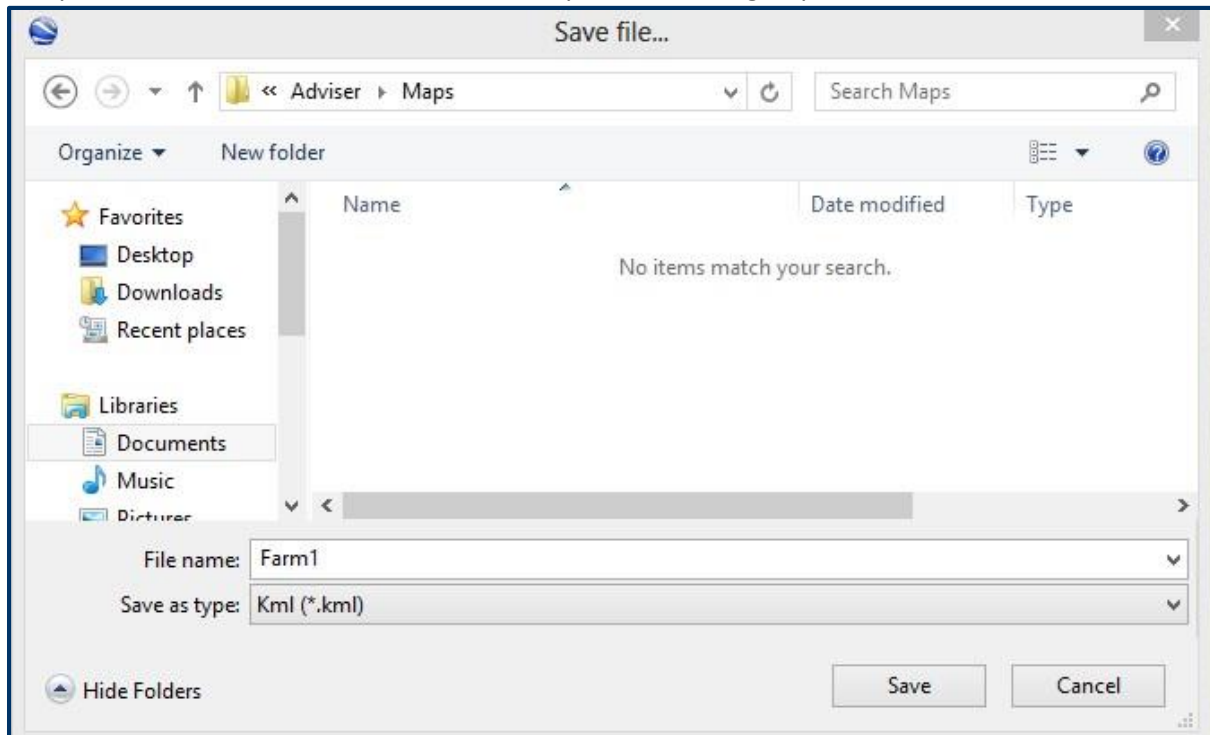 Save file...
« Adviser Maps
Search Maps
Organize
New folder
Name
Date modified
Type
Favorites
Desktop
Downloads
Recent places
Libraries
Documents
Music
Pictures
No items match your search.
File name: Farm1
Save as type: Kml (*.kml)
Hide Folders
Save
Cancel